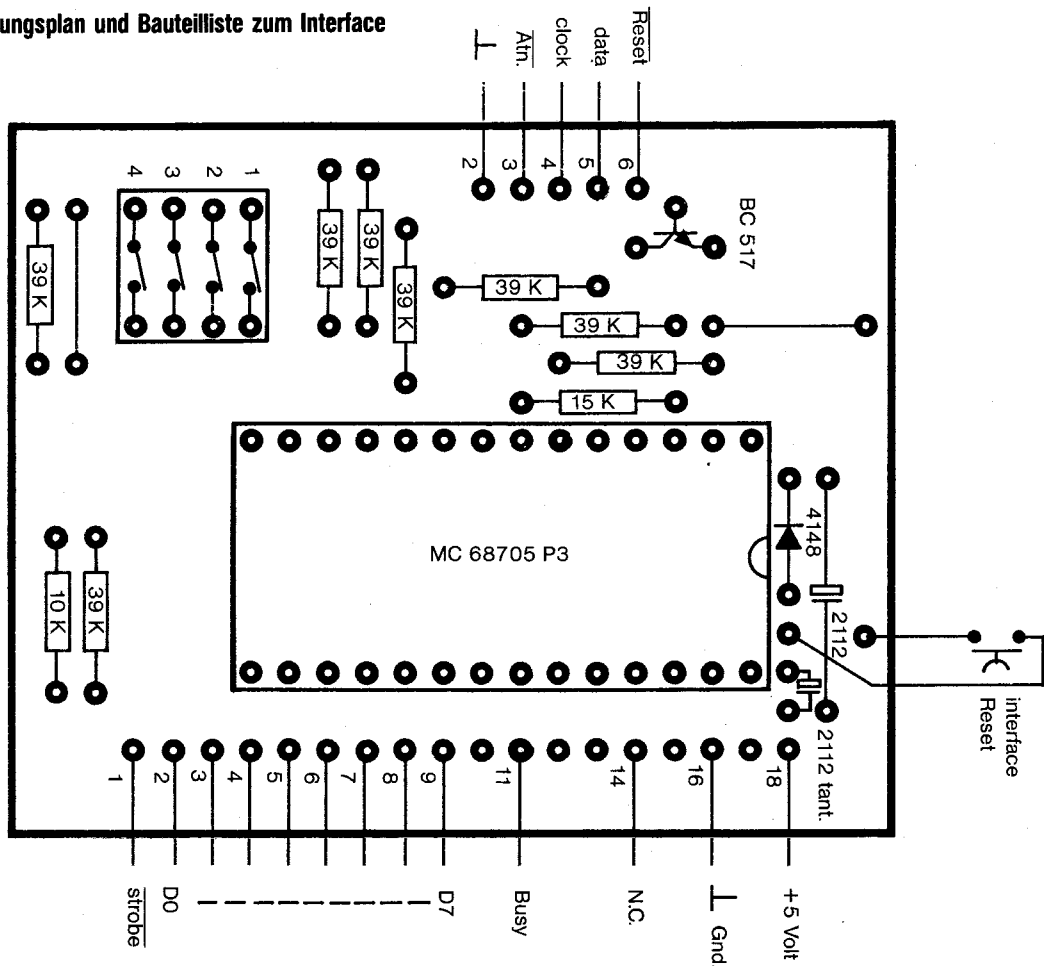 ungsplan und Bauteilliste zum Interface
Atn.
clock
data
Reset
2
3
4
5
6
BC 517
4
3
2
1
39 K
39 K
39 K
39 K
39 K
39 K
39 K
15 K
MC 68705 P3
4148
2112
2112 tant.
interface
Reset
10 K
39 K
1
2
3
4
5
6
7
8
9
11
14
16
18
strobe
D0
D7
Busy
N.C.
Gnd.
+5 Volt